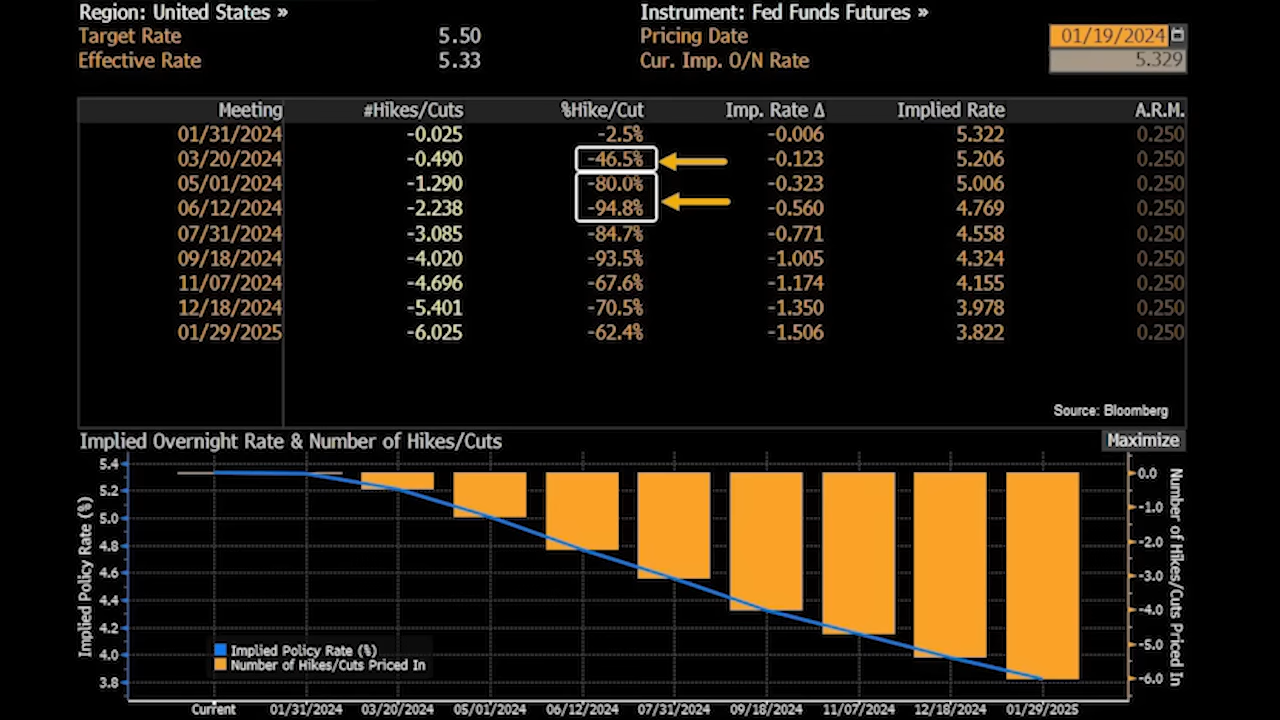 Region: United States » Instrument: Fed Funds Futures »
Target Rate 5.50 Pricing Date 01/19/2024
Effective Rate 5.33 Cur. Imp. O/N Rate 5.329
Meeting #Hikes/Cuts %Hike/Cut Imp. Rate Δ Implied Rate A.R.M.
01/31/2024 -0.025 -2.5% -0.006 5.322 0.250
03/20/2024 -0.490 -46.5% -0.123 5.206 0.250
05/01/2024 -1.290 -80.0% -0.323 5.006 0.250
06/12/2024 -2.238 -94.8% -0.560 4.769 0.250
07/31/2024 -3.085 -84.7% -0.771 4.558 0.250
09/18/2024 -4.020 -93.5% -1.005 4.324 0.250
11/07/2024 -4.696 -67.6% -1.174 4.155 0.250
12/18/2024 -5.401 -70.5% -1.350 3.978 0.250
01/29/2025 -6.025 -62.4% -1.506 3.822 0.250
Source: Bloomberg
Implied Overnight Rate & Number of Hikes/Cuts Maximize
Implied Policy Rate (%)
5.4
5.2
5.0
4.8
4.6
4.4
4.2
4.0
3.8
Implied Policy Rate (%)
Number of Hikes/Cuts Priced In
0.0
-1.0
-2.0
-3.0
-4.0
-5.0
-6.0
Number of Hikes/Cuts Priced In
Current 01/31/2024 03/20/2024 05/01/2024 06/12/2024 07/31/2024 09/18/2024 11/07/2024 12/18/2024 01/29/2025